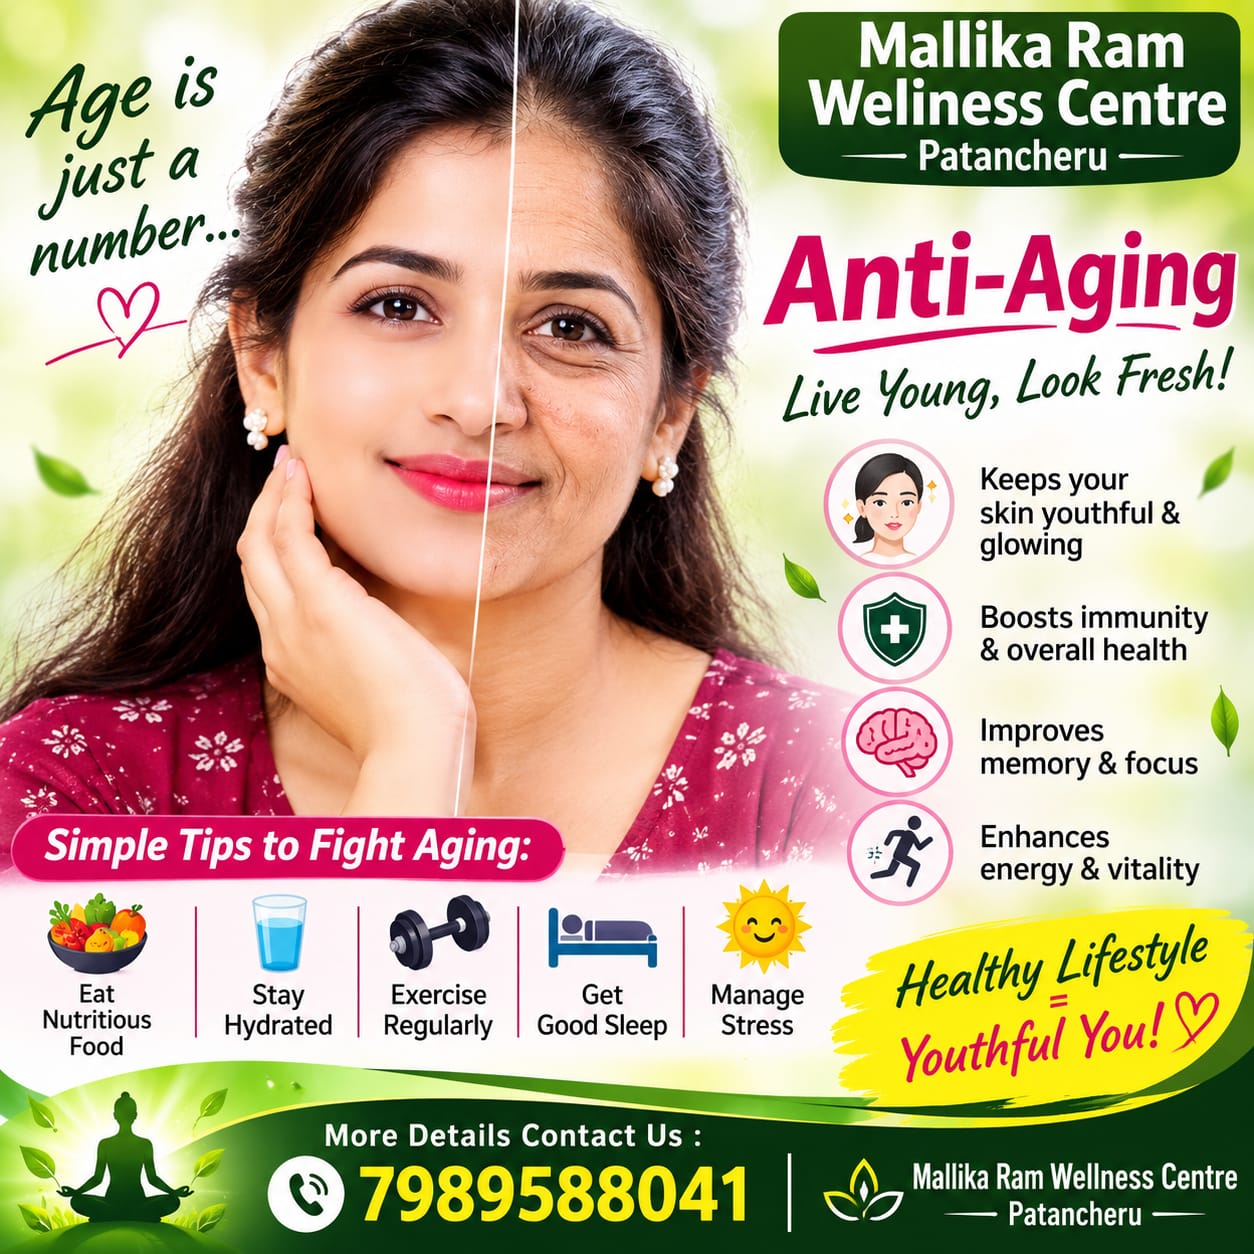 Age is
just a
number...
Mallika Ram
Weliness Centre
Patancheru
Anti-Aging
Live Young, Look Fresh!
Keeps your
skin youthful &
glowing
Boosts immunity
& overall health
Improves
memory & focus
Enhances
energy & vitality
Simple Tips to Fight Aging:
Eat
Nutritious
Food
Stay
Hydrated
Exercise
Regularly
Get
Good Sleep
Manage
Stress
Healthy Lifestyle
=
Youthful You!
More Details Contact Us :
7989588041
Mallika Ram Wellness Centre
Patancheru